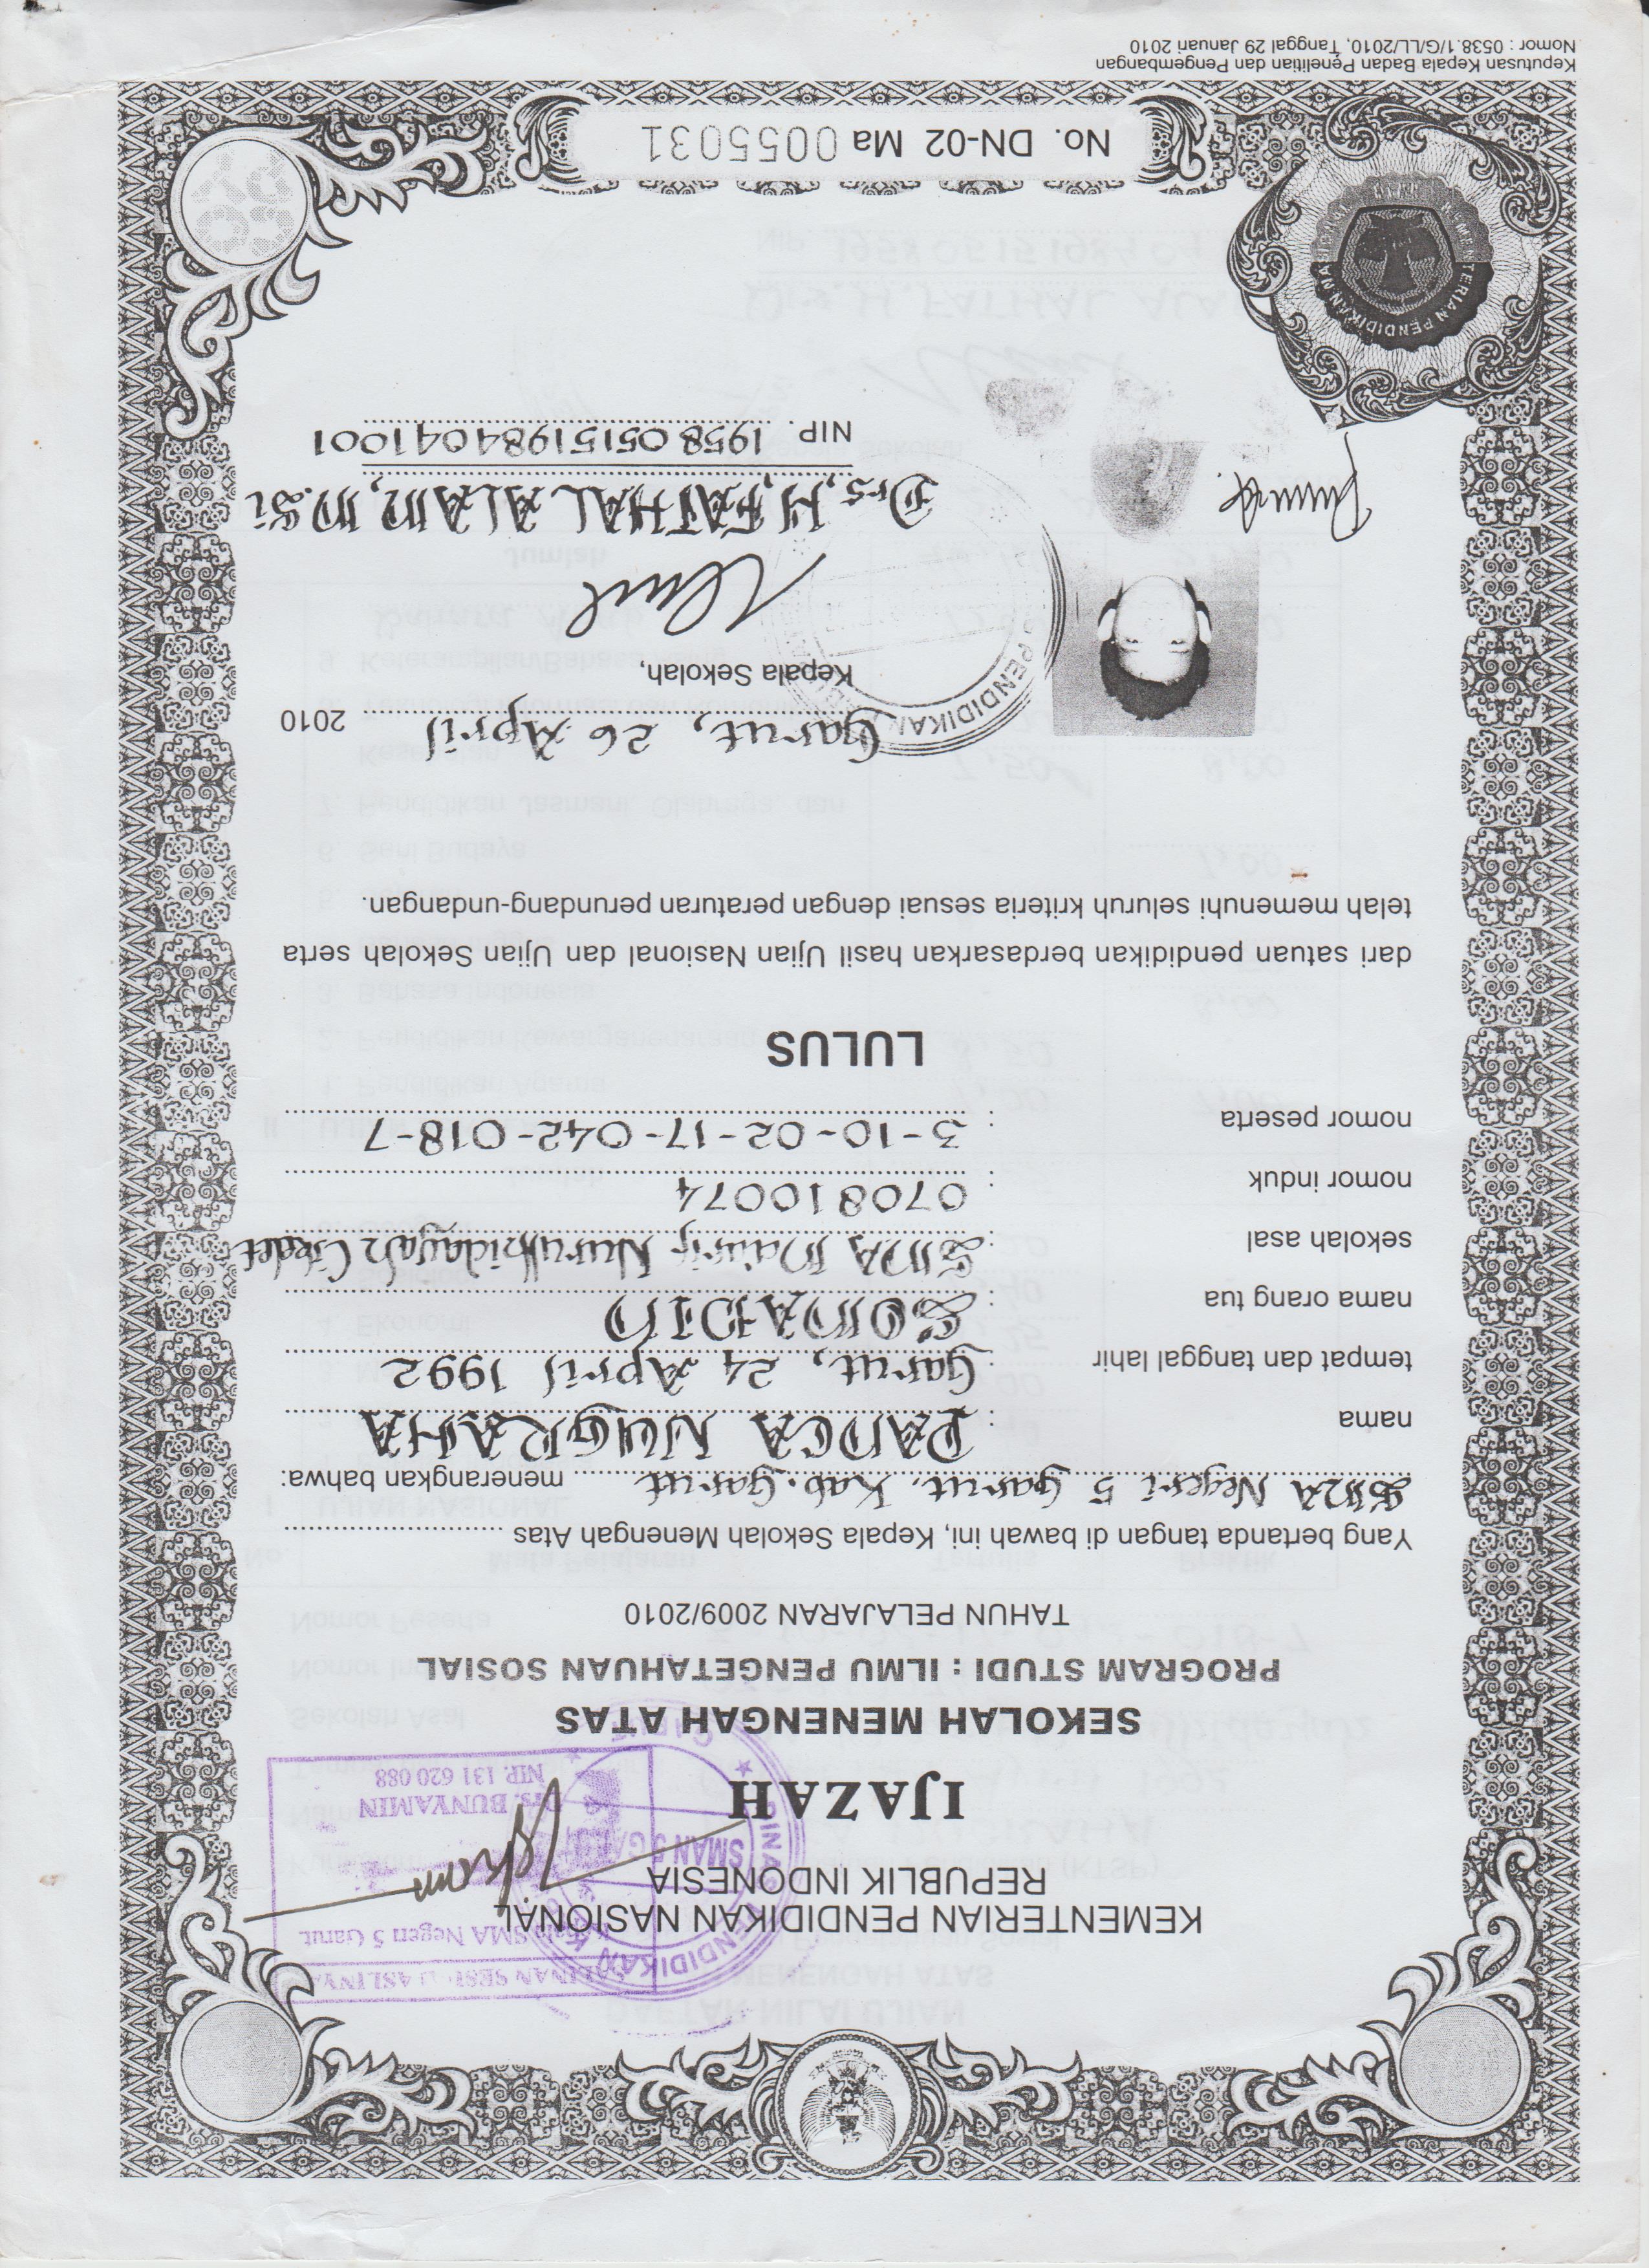 KEMENTERIAN PENDIDIKAN NASIONAL
REPUBLIK INDONESIA
SALINAN SESUAI ASLINYA
Kepala SMA Negeri 5 Garut.
DINAS PENDIDIKAN
SMAN 5 GARUT
GARUT
Drs. BUNYAMIN
NIP. 131 620 088
IJAZAH
SEKOLAH MENENGAH ATAS
PROGRAM STUDI : ILMU PENGETAHUAN SOSIAL
TAHUN PELAJARAN 2009/2010
Yang bertanda tangan di bawah ini, Kepala Sekolah Menengah Atas
SMA Negeri 5 Garut, Kab. Garut menerangkan bahwa:
nama : PANCA NUGRAHA
tempat dan tanggal lahir : Garut, 24 April 1992
nama orang tua : SOMADIN
sekolah asal : SMA Ma'arif Nurulhidayah Cikelet
nomor induk : 070810074
nomor peserta : 3-10-02-17-042-018-7
LULUS
dari satuan pendidikan berdasarkan hasil Ujian Nasional dan Ujian Sekolah serta
telah memenuhi seluruh kriteria sesuai dengan peraturan perundang-undangan.
Garut, 26 April 2010
PENDIDIKAN
Kepala Sekolah,
Drs, H, FATHAL ALAM, M.Si
NIP. 195805151984041001
No. DN-02 Ma 0055031
Keputusan Kepala Badan Penelitian dan Pengembangan
Nomor : 0538.1/G/LL/2010, Tanggal 29 Januari 2010